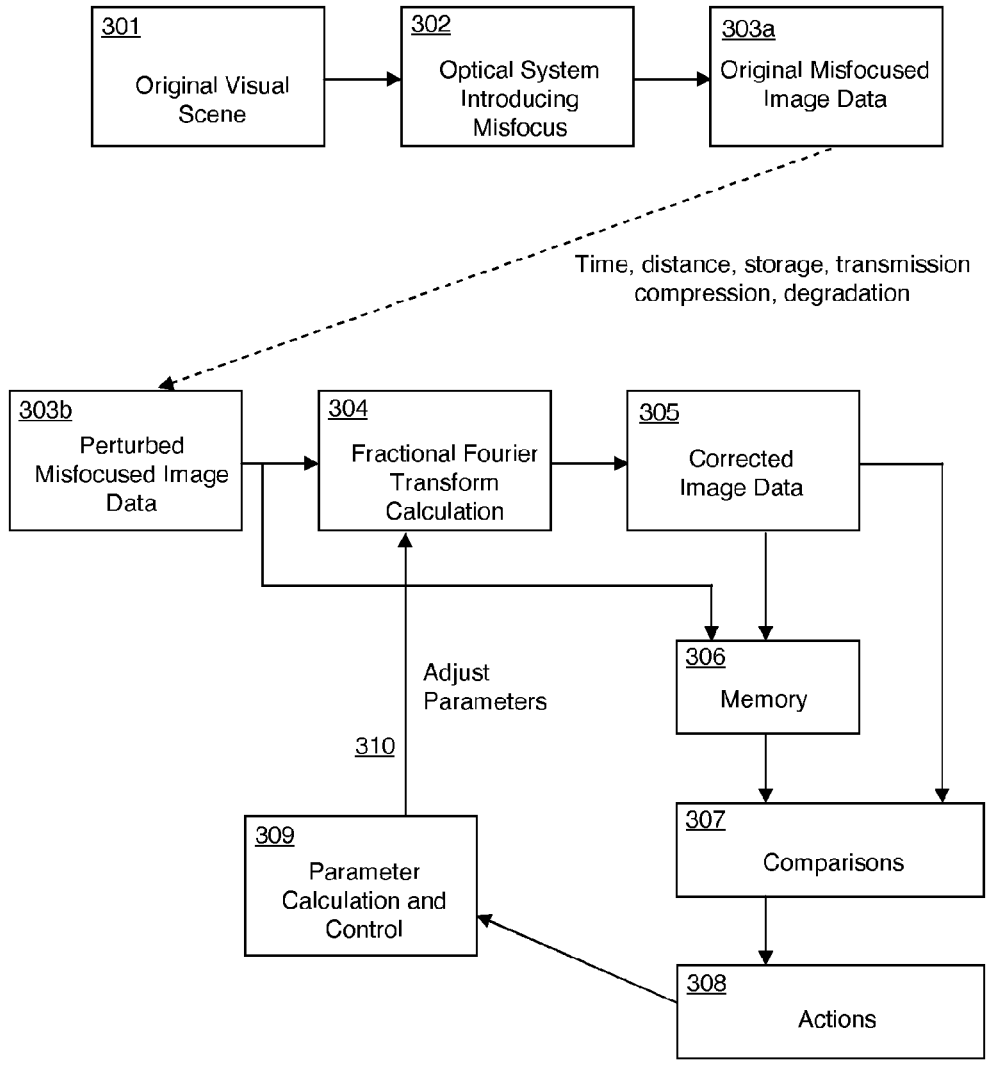 301
Original Visual
Scene
302
Optical System
Introducing
Misfocus
303a
Original Misfocused
Image Data
Time, distance, storage, transmission
compression, degradation
303b
Perturbed
Misfocused Image
Data
304
Fractional Fourier
Transform
Calculation
305
Corrected
Image Data
306
Memory
Adjust
Parameters
310
307
Comparisons
309
Parameter
Calculation and
Control
308
Actions